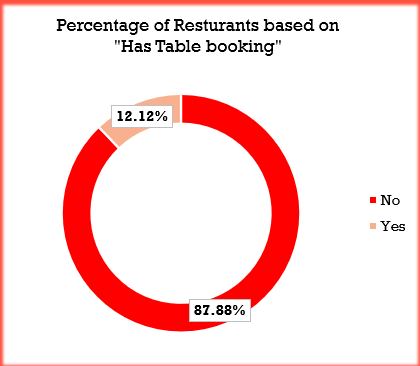 Percentage of Resturants based on
"Has Table booking"
12.12%
No
Yes
87.88%